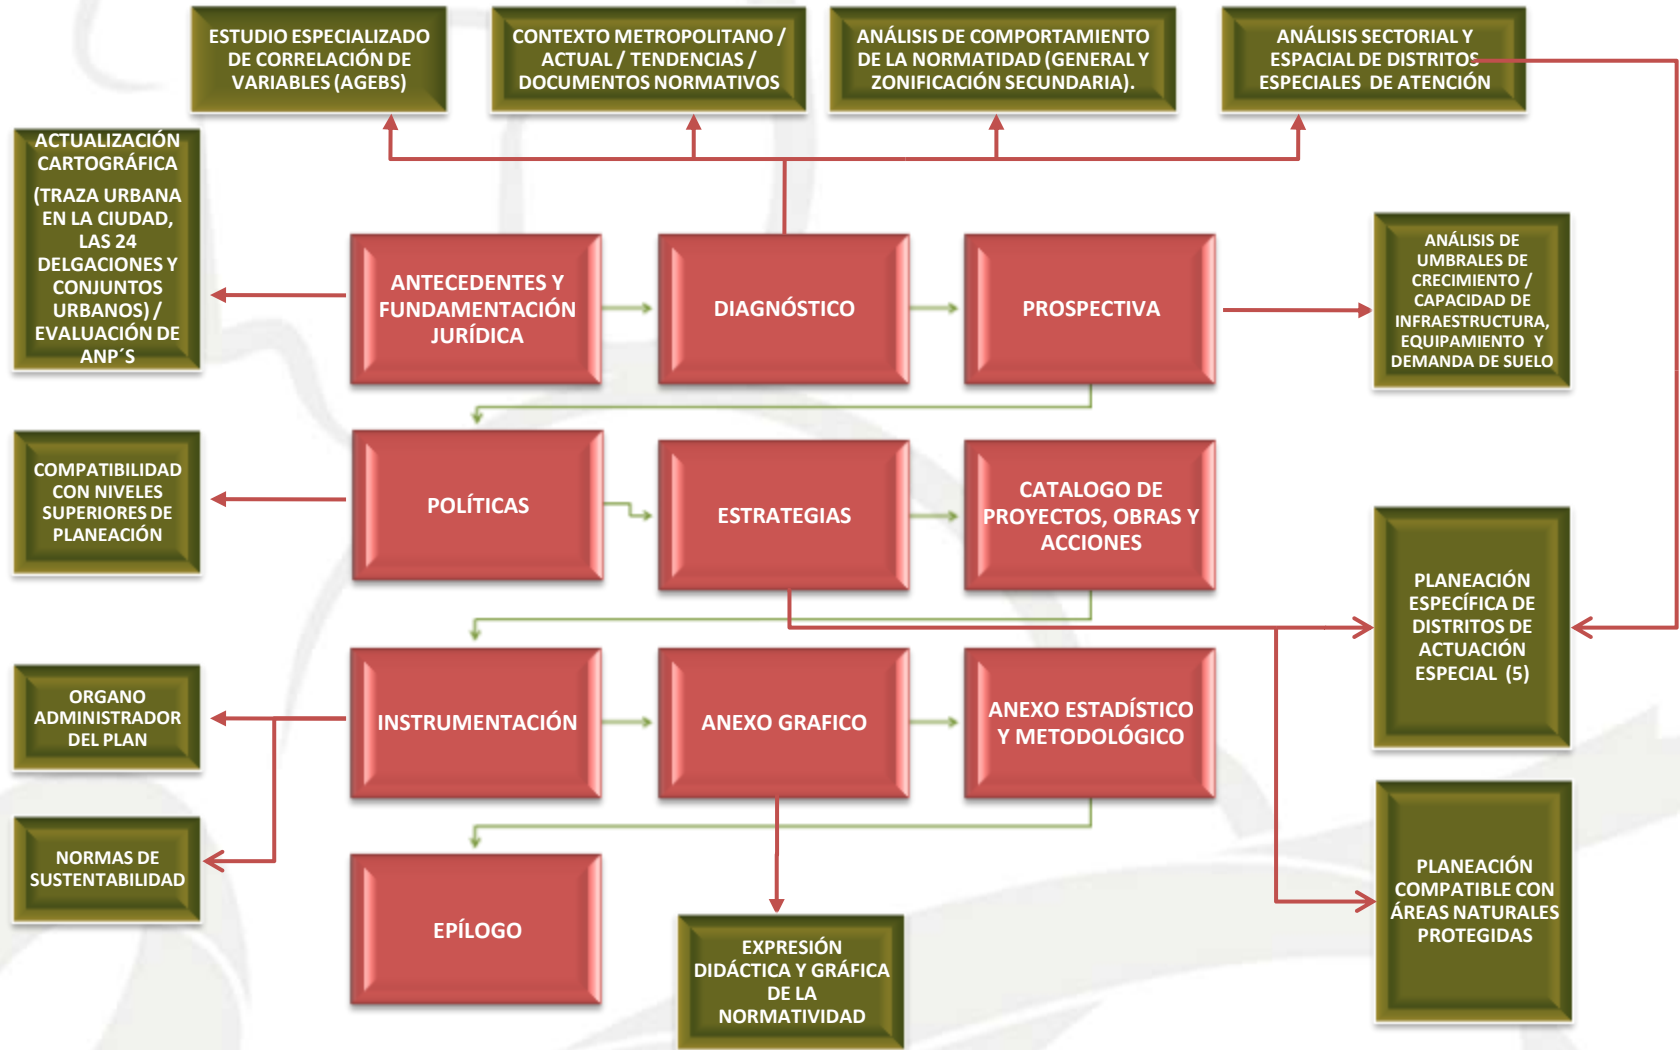 ESTUDIO ESPECIALIZADO
DE CORRELACIÓN DE
VARIABLES (AGEBS)
CONTEXTO METROPOLITANO /
ACTUAL / TENDENCIAS /
DOCUMENTOS NORMATIVOS
ANÁLISIS DE COMPORTAMIENTO
DE LA NORMATIDAD (GENERAL Y
ZONIFICACIÓN SECUNDARIA).
ANÁLISIS SECTORIAL Y
ESPACIAL DE DISTRITOS
ESPECIALES DE ATENCIÓN
ACTUALIZACIÓN
CARTOGRÁFICA
(TRAZA URBANA
EN LA CIUDAD,
LAS 24
DELGACIONES Y
CONJUNTOS
URBANOS) /
EVALUACIÓN DE
ANP´S
ANTECEDENTES Y
FUNDAMENTACIÓN
JURÍDICA
DIAGNÓSTICO
PROSPECTIVA
ANÁLISIS DE
UMBRALES DE
CRECIMIENTO /
CAPACIDAD DE
INFRAESTRUCTURA,
EQUIPAMIENTO Y
DEMANDA DE SUELO
COMPATIBILIDAD
CON NIVELES
SUPERIORES DE
PLANEACIÓN
POLÍTICAS
ESTRATEGIAS
CATALOGO DE
PROYECTOS, OBRAS Y
ACCIONES
PLANEACIÓN
ESPECÍFICA DE
DISTRITOS DE
ACTUACIÓN
ESPECIAL (5)
ORGANO
ADMINISTRADOR
DEL PLAN
INSTRUMENTACIÓN
ANEXO GRAFICO
ANEXO ESTADÍSTICO
Y METODOLÓGICO
NORMAS DE
SUSTENTABILIDAD
EPÍLOGO
EXPRESIÓN
DIDÁCTICA Y GRÁFICA
DE LA
NORMATIVIDAD
PLANEACIÓN
COMPATIBLE CON
ÁREAS NATURALES
PROTEGIDAS